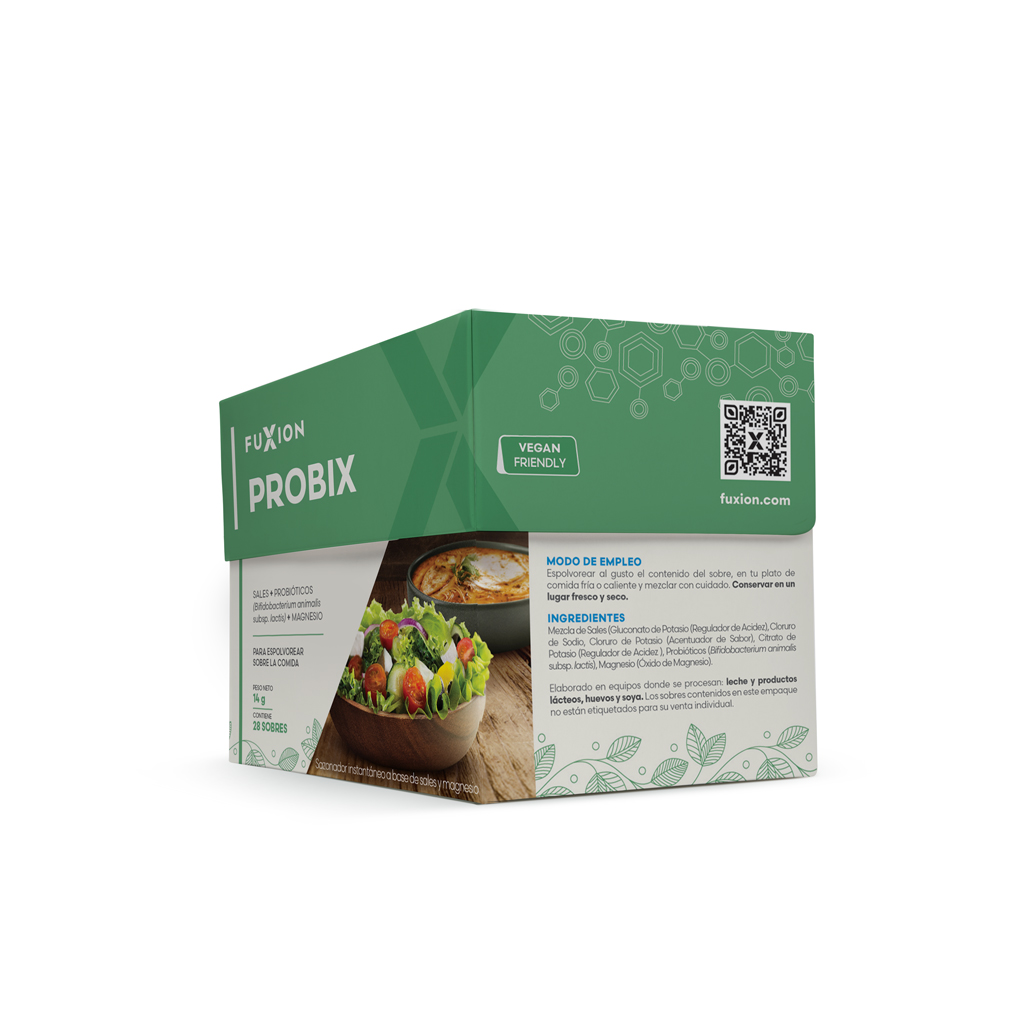 FUXION
PROBIX
SALES + PROBIÓTICOS
(Bifidobacterium animalis
subsp. lactis) + MAGNESIO
PARA ESPOLVOREAR
SOBRE LA COMIDA
PESO NETO
14 g
CONTIENE
28 SOBRES
Sazonador instantáneo a base de sales y magnesio
VEGAN
FRIENDLY
fuxion.com
MODO DE EMPLEO
Espolvorear al gusto el contenido del sobre, en tu plato de
comida fría o caliente y mezclar con cuidado. Conservar en un
lugar fresco y seco.
INGREDIENTES
Mezcla de Sales (Gluconato de Potasio (Regulador de Acidez), Cloruro
de Sodio, Cloruro de Potasio (Acentuador de Sabor), Citrato de
Potasio (Regulador de Acidez ), Probióticos (Bifidobacterium animalis
subsp. lactis), Magnesio (Óxido de Magnesio).
Elaborado en equipos donde se procesan: leche y productos
lácteos, huevos y soya. Los sobres contenidos en este empaque
no están etiquetados para su venta individual.